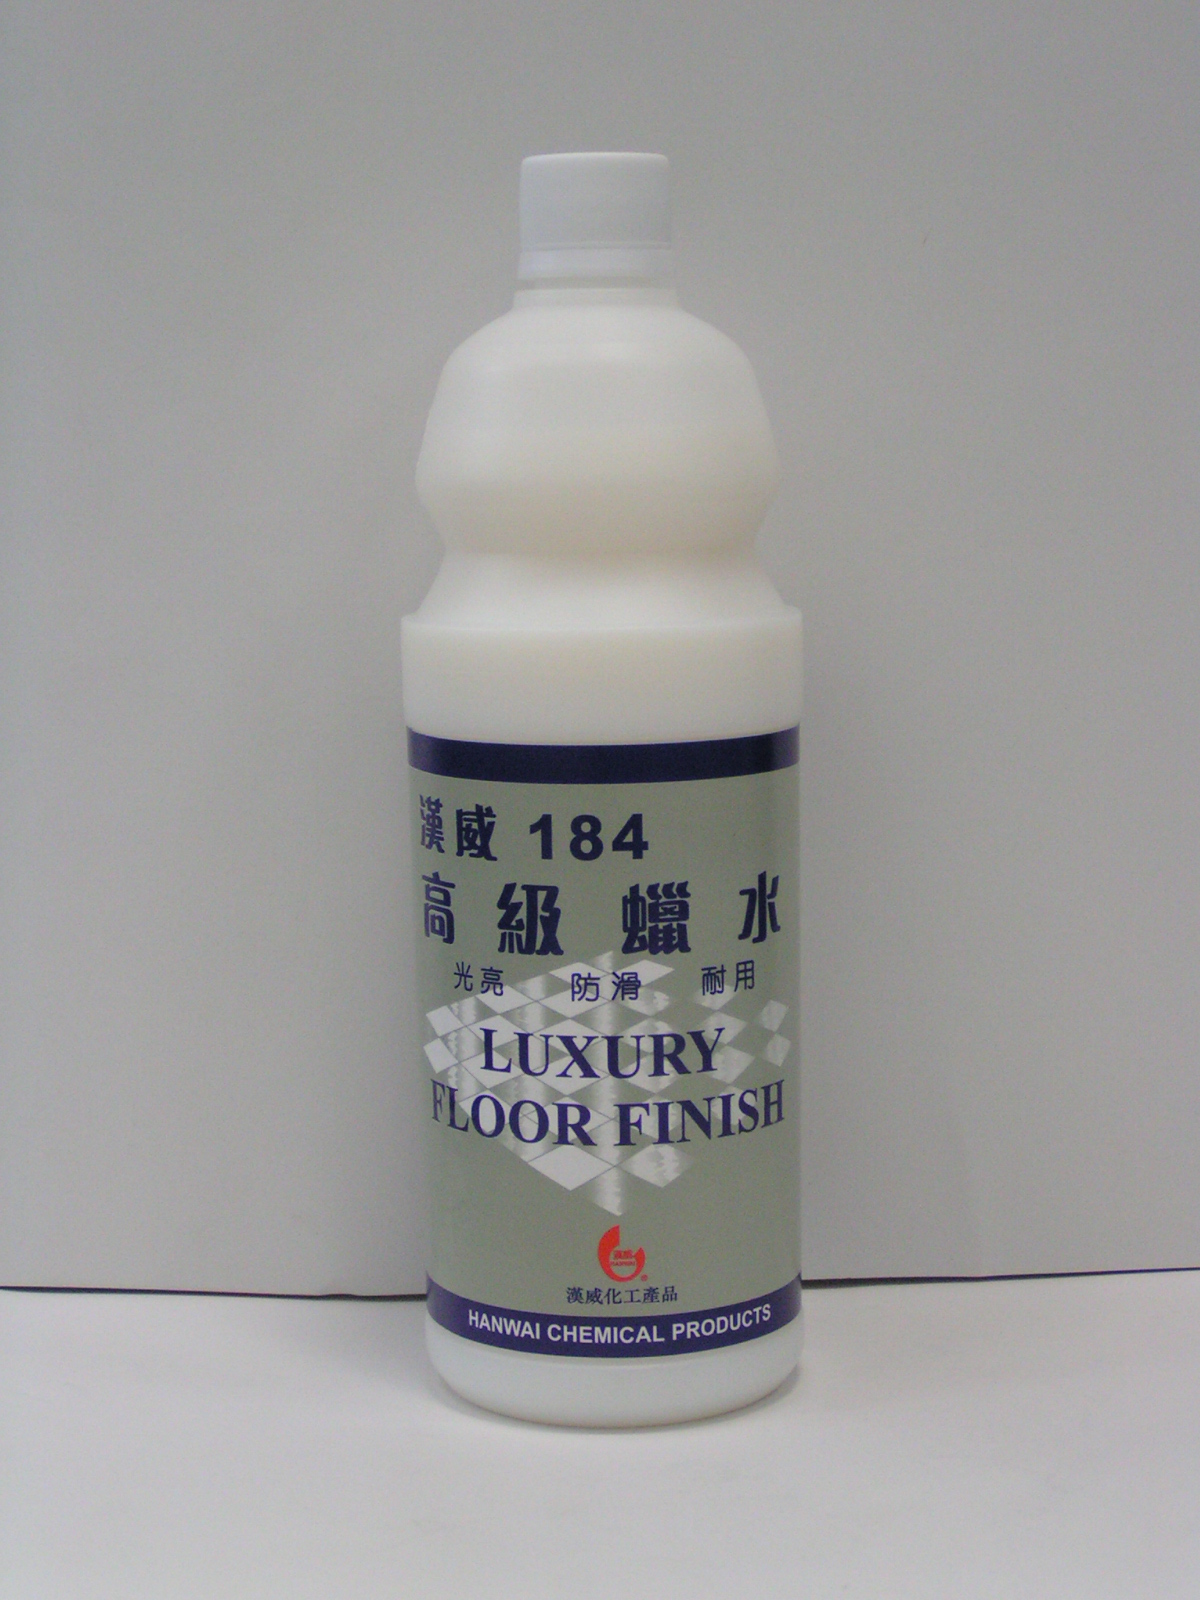 漢威 184
高級蠟水
光亮 防滑 耐用
LUXURY
FLOOR FINISH
漢威化工產品
HANWAI CHEMICAL PRODUCTS